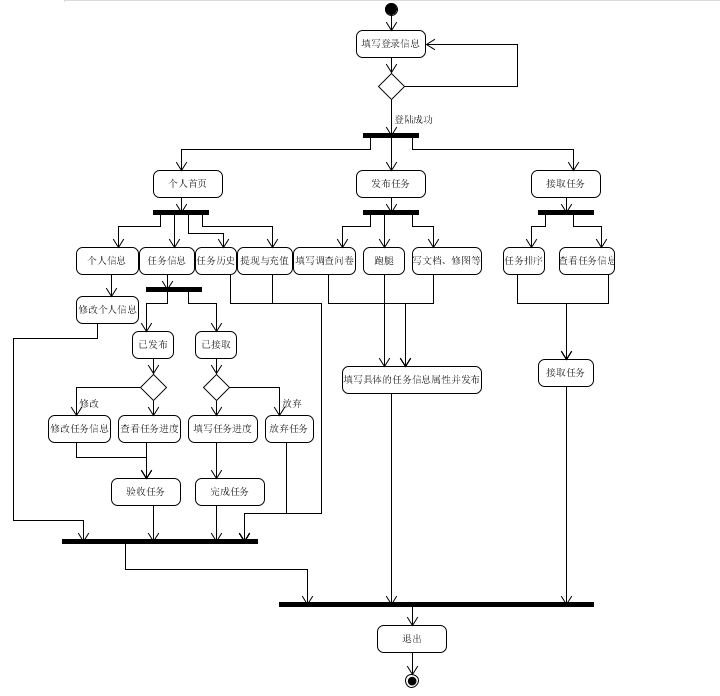 填写登录信息
登陆成功
个人首页
发布任务
接取任务
个人信息
任务信息
任务历史
提现与充值
填写调查问卷
跑腿
写文档、修图等
任务排序
查看任务信息
修改个人信息
已发布
已接取
填写具体的任务信息属性并发布
接取任务
修改
放弃
修改任务信息
查看任务进度
填写任务进度
放弃任务
验收任务
完成任务
退出